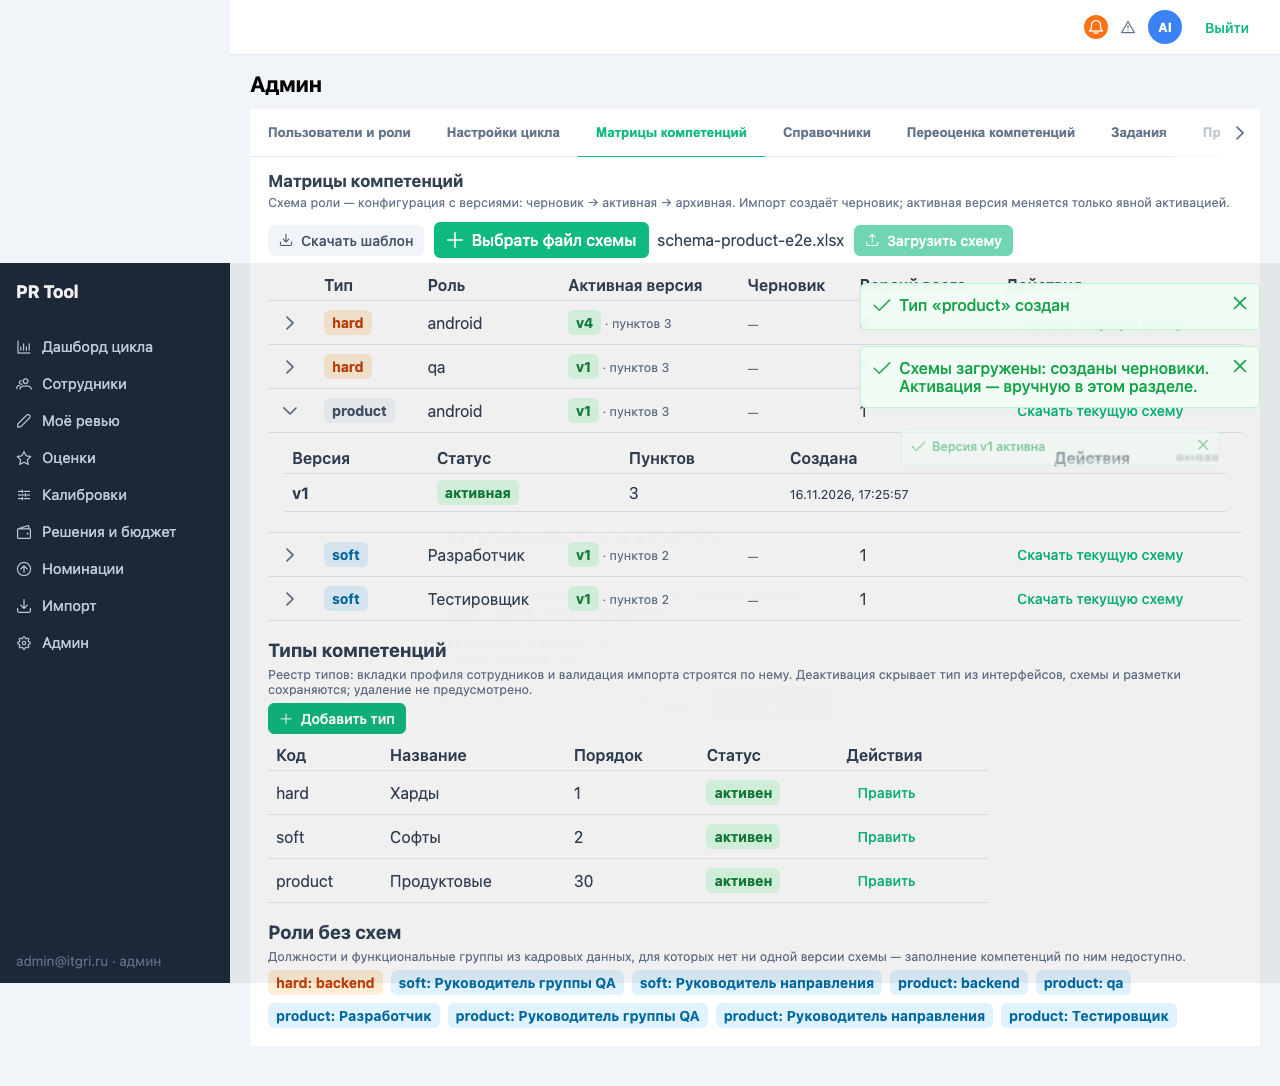 AI
Выйти
Админ
Пользователи и роли
Настройки цикла
Матрицы компетенций
Справочники
Переоценка компетенций
Задания
Пр
Матрицы компетенций
Схема роли — конфигурация с версиями: черновик → активная → архивная. Импорт создаёт черновик; активная версия меняется только явной активацией.
Скачать шаблон
Выбрать файл схемы
schema-product-e2e.xlsx
Загрузить схему
PR Tool
Дашборд цикла
Сотрудники
Моё ревью
Оценки
Калибровки
Решения и бюджет
Номинации
Импорт
Админ
admin@itgri.ru · админ
Тип Роль Активная версия Черновик
hard android v4 · пунктов 3 —
hard qa v1 · пунктов 3 —
product android v1 · пунктов 3 — 1 Скачать текущую схему
Тип «product» создан
Схемы загружены: созданы черновики.
Активация — вручную в этом разделе.
Версия v1 активна
Версия Статус Пунктов Создана Действия
v1 активная 3 16.11.2026, 17:25:57
soft Разработчик v1 · пунктов 2 — 1 Скачать текущую схему
soft Тестировщик v1 · пунктов 2 — 1 Скачать текущую схему
Типы компетенций
Реестр типов: вкладки профиля сотрудников и валидация импорта строятся по нему. Деактивация скрывает тип из интерфейсов, схемы и разметки
сохраняются; удаление не предусмотрено.
Добавить тип
Код Название Порядок Статус Действия
hard Харды 1 активен Править
soft Софты 2 активен Править
product Продуктовые 30 активен Править
Роли без схем
Должности и функциональные группы из кадровых данных, для которых нет ни одной версии схемы — заполнение компетенций по ним недоступно.
hard: backend soft: Руководитель группы QA soft: Руководитель направления product: backend product: qa
product: Разработчик product: Руководитель группы QA product: Руководитель направления product: Тестировщик